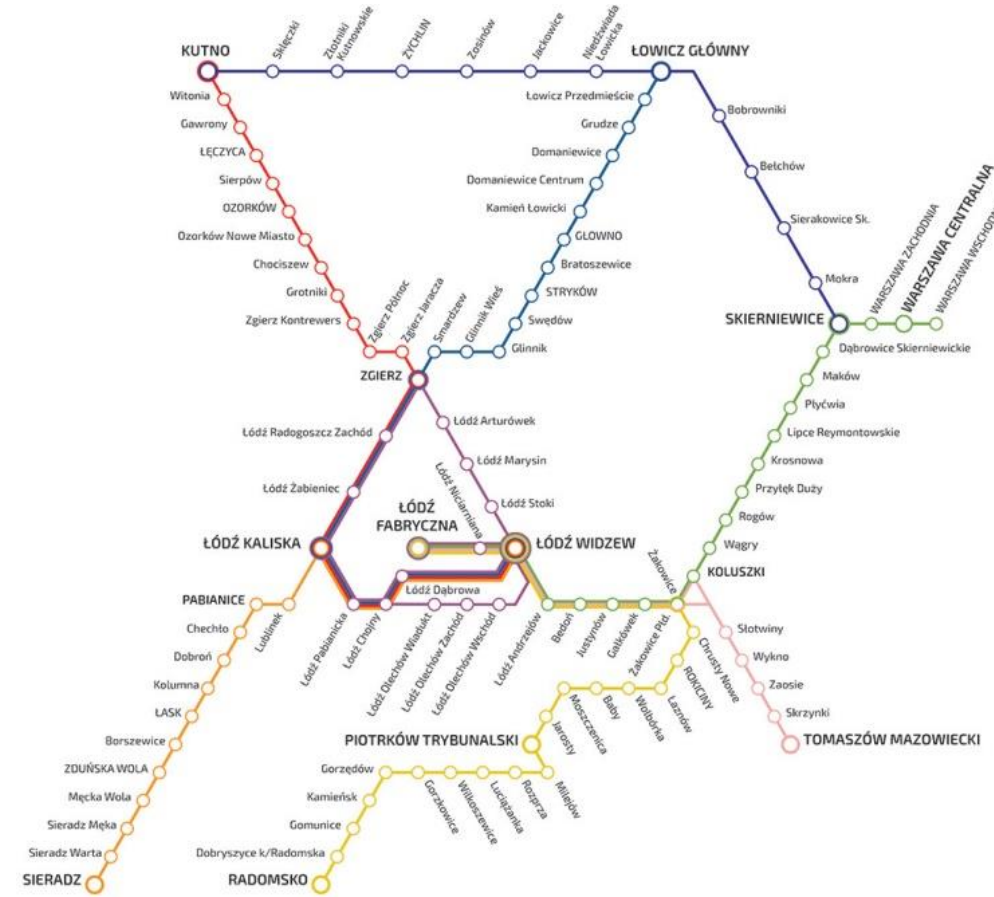 KUTNO
Sklęczki
Złotniki
Kutnowskie
ŻYCHLIN
Zosinów
Jackowice
Niedźwiada
Łowicka
ŁOWICZ GŁÓWNY
Witonia
Gawrony
ŁĘCZYCA
Sierpów
OZORKÓW
Ozorków Nowe Miasto
Chociszew
Grotniki
Zgierz Kontrewers
Zgierz Północ
Zgierz Jaracza
ZGIERZ
Łowicz Przedmieście
Grudze
Domaniewice
Domaniewice Centrum
Kamień Łowicki
GŁOWNO
Bratoszewice
STRYKÓW
Swędów
Glinnik
Glinnik Wieś
Smardzew
Bobrowniki
Bełchów
Sierakowice Sk.
Mokra
SKIERNIEWICE
WARSZAWA ZACHODNIA
WARSZAWA CENTRALNA
WARSZAWA WSCHODN
Dąbrowice Skierniewickie
Maków
Płyćwia
Lipce Reymontowskie
Krosnowa
Przyłęk Duży
Rogów
Wągry
KOLUSZKI
Łódź Radogoszcz Zachód
Łódź Żabieniec
ŁÓDŹ KALISKA
Łódź Arturówek
Łódź Marysin
Łódź Stoki
Łódź Niciarniana
ŁÓDŹ
FABRYCZNA
ŁÓDŹ WIDZEW
PABIANICE
Lublinek
Chechło
Dobroń
Kolumna
ŁASK
Borszewice
ZDUŃSKA WOLA
Męcka Wola
Sieradz Męka
Sieradz Warta
SIERADZ
Łódź Pabianicka
Łódź Chojny
Łódź Dąbrowa
Łódź Olechów Wiadukt
Łódź Olechów Zachód
Łódź Olechów Wschód
Łódź Andrzejów
Bedoń
Justynów
Gałkówek
Żakowice Płd.
Żakowice
Słotwiny
Wykno
Zaosie
Skrzynki
TOMASZÓW MAZOWIECKI
Chrusty Nowe
ROKICINY
Łaznów
Wolbórka
Baby
Moszczenica
Jarosty
PIOTRKÓW TRYBUNALSKI
Milejów
Rozprza
Luciążanka
Wilkoszewice
Gorzkowice
Gorzędów
Kamieńsk
Gomunice
Dobryszyce k/Radomska
RADOMSKO